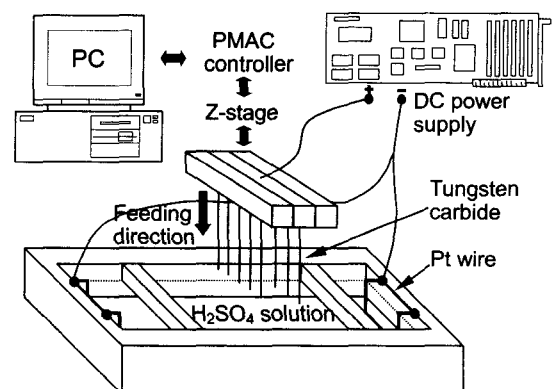 PC
PMAC
controller
Z-stage
+ −
DC power
supply
Feeding
direction
Tungsten
carbide
Pt wire
H₂SO₄ solution